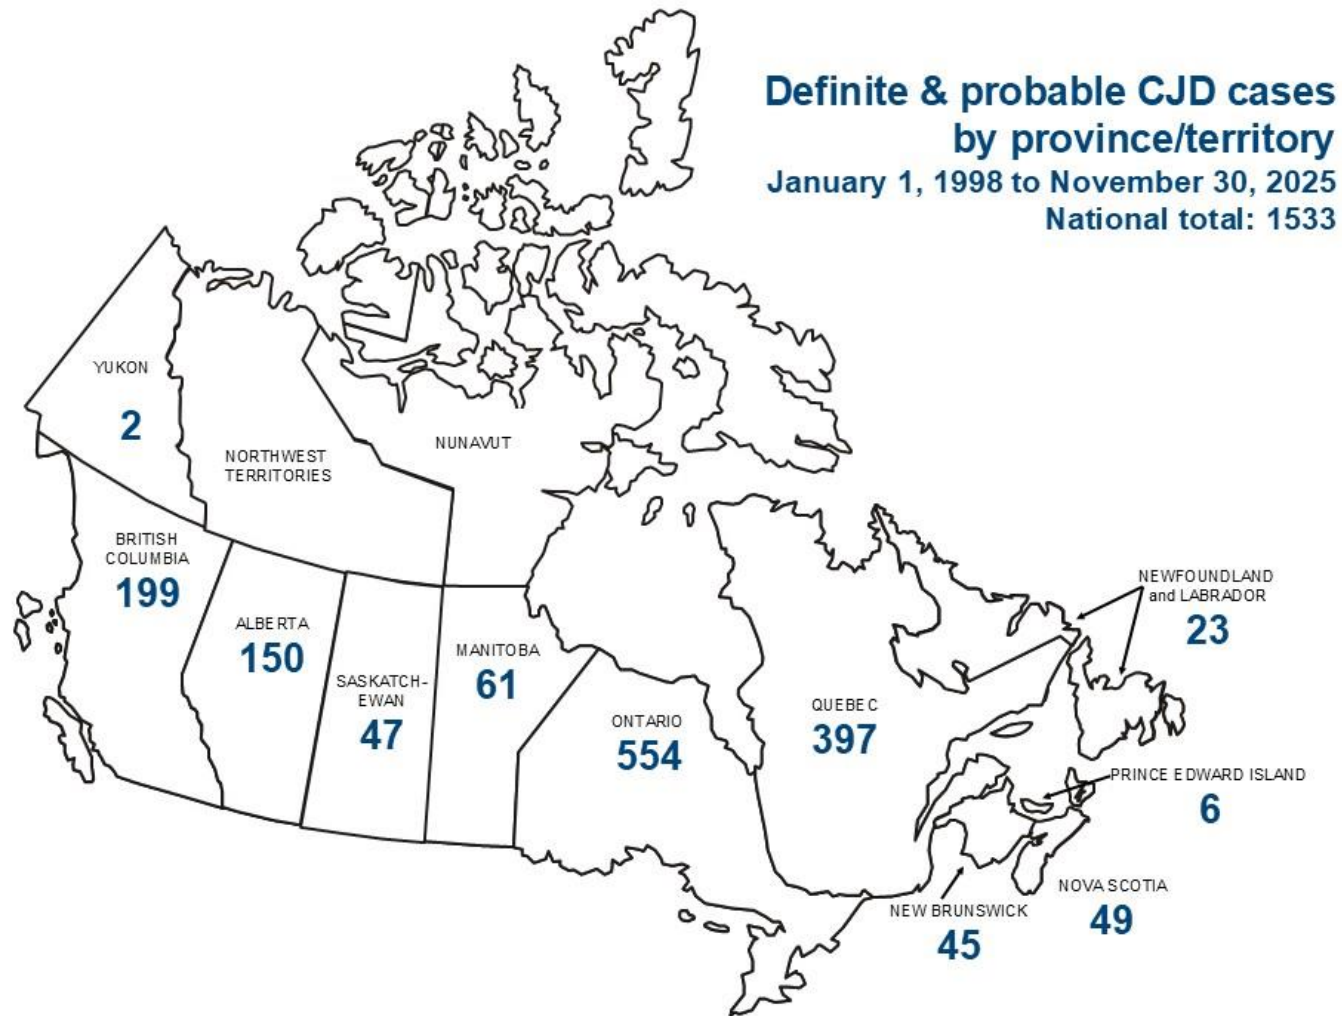 Definite & probable CJD cases
by province/territory
January 1, 1998 to November 30, 2025
National total: 1533
YUKON
2
NORTHWEST
TERRITORIES
NUNAVUT
BRITISH
COLUMBIA
199
ALBERTA
150
SASKATCH-
EWAN
47
MANITOBA
61
ONTARIO
554
QUEBEC
397
NEWFOUNDLAND
and LABRADOR
23
PRINCE EDWARD ISLAND
6
NOVA SCOTIA
49
NEW BRUNSWICK
45